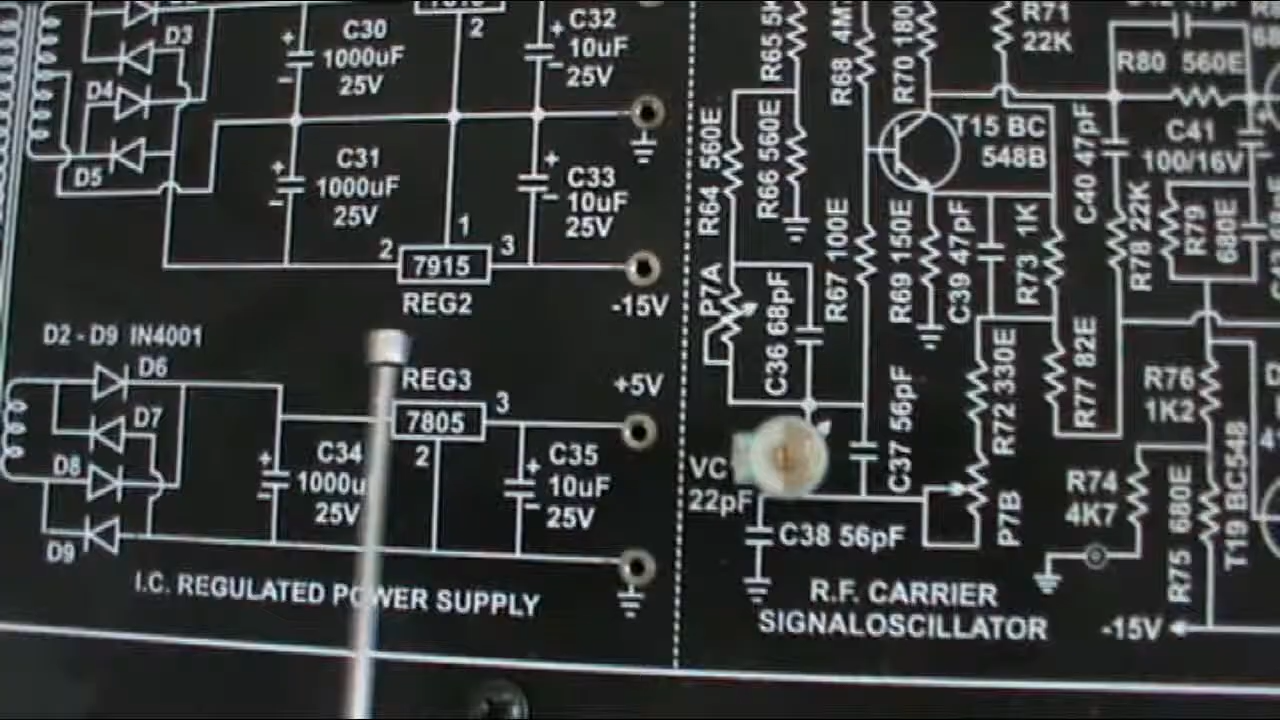 D3
C30
1000uF
25V
2
C32
10uF
25V
D4
D5
C31
1000uF
25V
C33
10uF
25V
1
2
7915
3
REG2
-15V
D2 - D9 IN4001
D6
D7
D8
D9
REG3
7805
3
2
+5V
C34
1000u
25V
C35
10uF
25V
I.C. REGULATED POWER SUPPLY
R64 560E
R66 560E
R68
R70
R71
22K
T15 BC
548B
R80 560E
C40 47pF
C41
100/16V
R67 100E
R69 150E
C39 47pF
R73 1K
R78 22K
R79
680E
P7A
C36 68pF
C37 56pF
R72 330E
R77 82E
R76
1K2
VC
22pF
C38 56pF
P7B
R74
4K7
R75 680E
T19 BC548
R.F. CARRIER
SIGNALOSCILLATOR
-15V